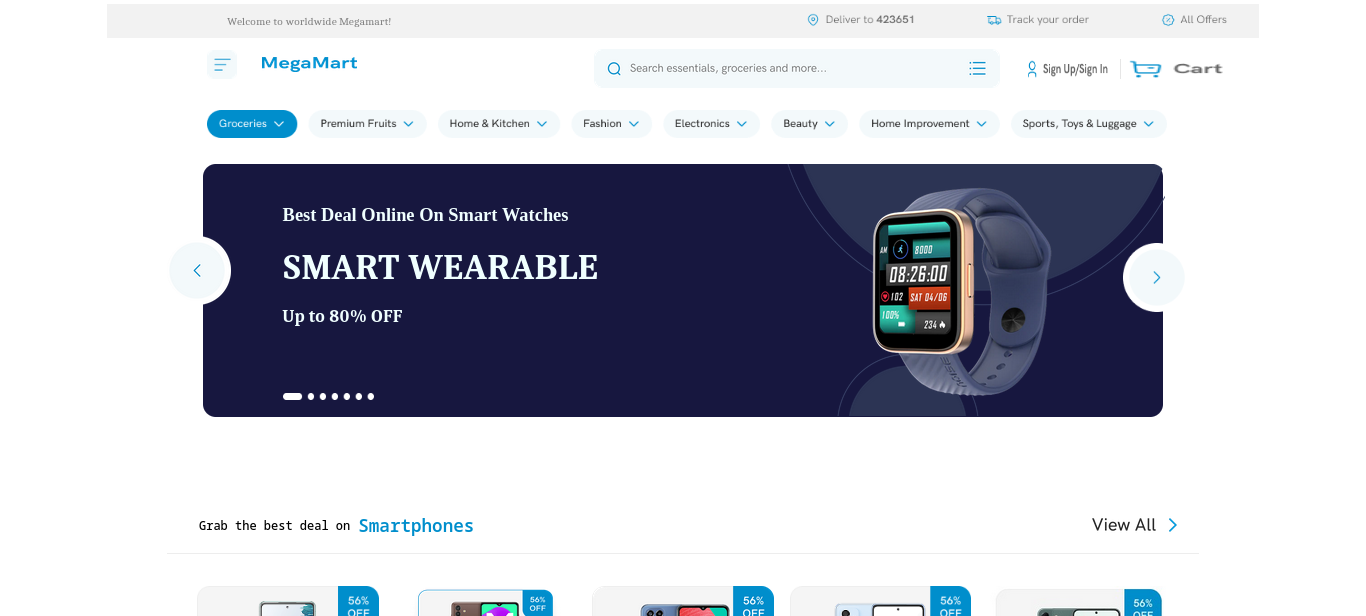 Welcome to worldwide Megamart!
Deliver to 423651
Track your order
All Offers
MegaMart
Search essentials, groceries and more...
Sign Up/Sign In
Cart
Groceries
Premium Fruits
Home & Kitchen
Fashion
Electronics
Beauty
Home Improvement
Sports, Toys & Luggage
Best Deal Online On Smart Watches
SMART WEARABLE
Up to 80% OFF
AM
8000
08:26:00
102
SAT 04/06
100%
234
Grab the best deal on Smartphones
View All
56%
OFF
56%
OFF
56%
OFF
56%
OFF
56%
OFF